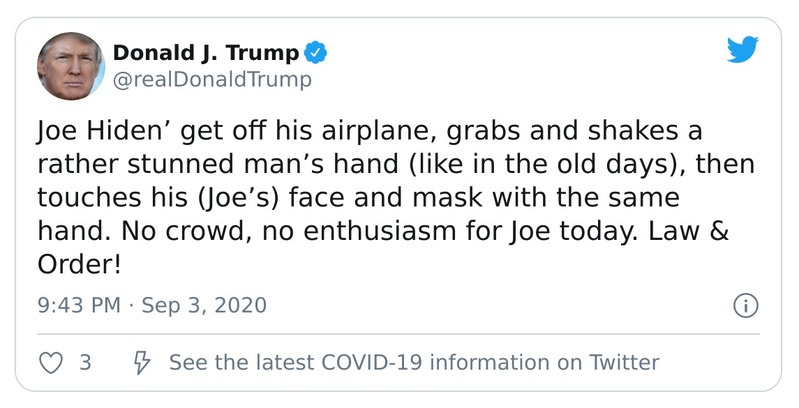 Donald J. Trump
@realDonaldTrump
Joe Hiden’ get off his airplane, grabs and shakes a
rather stunned man’s hand (like in the old days), then
touches his (Joe’s) face and mask with the same
hand. No crowd, no enthusiasm for Joe today. Law &
Order!
9:43 PM · Sep 3, 2020
3 See the latest COVID-19 information on Twitter